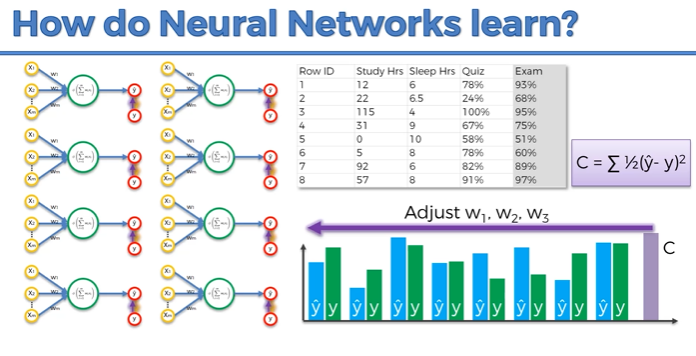 How do Neural Networks learn?
X₁ w₁
X₂ w₂ ŷ
Xₘ wₘ y
X₁ w₁
X₂ w₂ ŷ
Xₘ wₘ y
X₁ w₁
X₂ w₂ ŷ
Xₘ wₘ y
X₁ w₁
X₂ w₂ ŷ
Xₘ wₘ y
X₁ w₁
X₂ w₂ ŷ
Xₘ wₘ y
X₁ w₁
X₂ w₂ ŷ
Xₘ wₘ y
X₁ w₁
X₂ w₂ ŷ
Xₘ wₘ y
X₁ w₁
X₂ w₂ ŷ
Xₘ wₘ y
Row ID Study Hrs Sleep Hrs Quiz Exam
1 12 6 78% 93%
2 22 6.5 24% 68%
3 115 4 100% 95%
4 31 9 67% 75%
5 0 10 58% 51%
6 5 8 78% 60%
7 92 6 82% 89%
8 57 8 91% 97%
C = ∑ ½(ŷ- y)²
Adjust w₁, w₂, w₃
C
ŷ y ŷ y ŷ y ŷ y ŷ y ŷ y ŷ y ŷ y